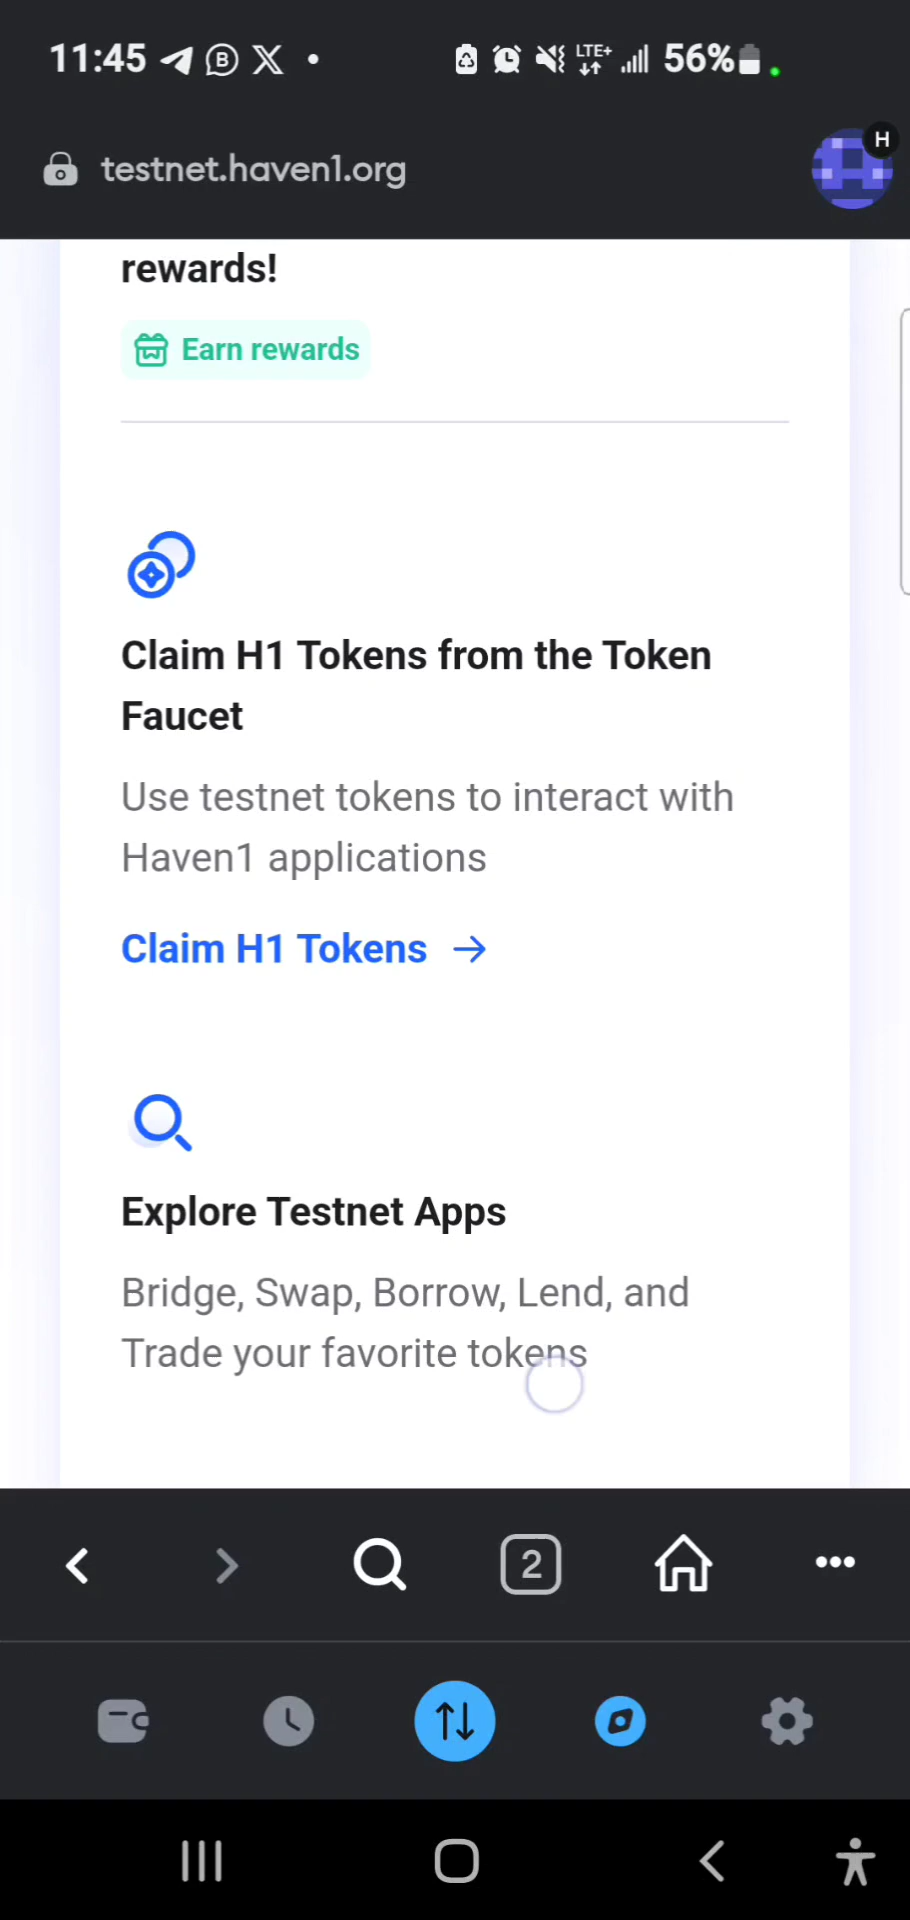 11:45
LTE+
56%
testnet.haven1.org
H
rewards!
Earn rewards
Claim H1 Tokens from the Token
Faucet
Use testnet tokens to interact with
Haven1 applications
Claim H1 Tokens →
Explore Testnet Apps
Bridge, Swap, Borrow, Lend, and
Trade your favorite tokens
2